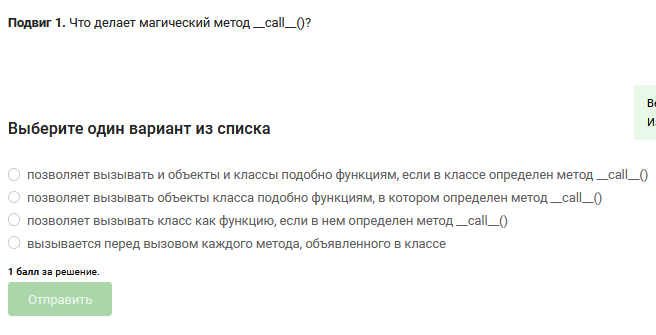 Подвиг 1. Что делает магический метод __call__()?
Выберите один вариант из списка
позволяет вызывать и объекты и классы подобно функциям, если в классе определен метод __call__()
позволяет вызывать объекты класса подобно функциям, в котором определен метод __call__()
позволяет вызывать класс как функцию, если в нем определен метод __call__()
вызывается перед вызовом каждого метода, объявленного в классе
1 балл за решение.
Отправить